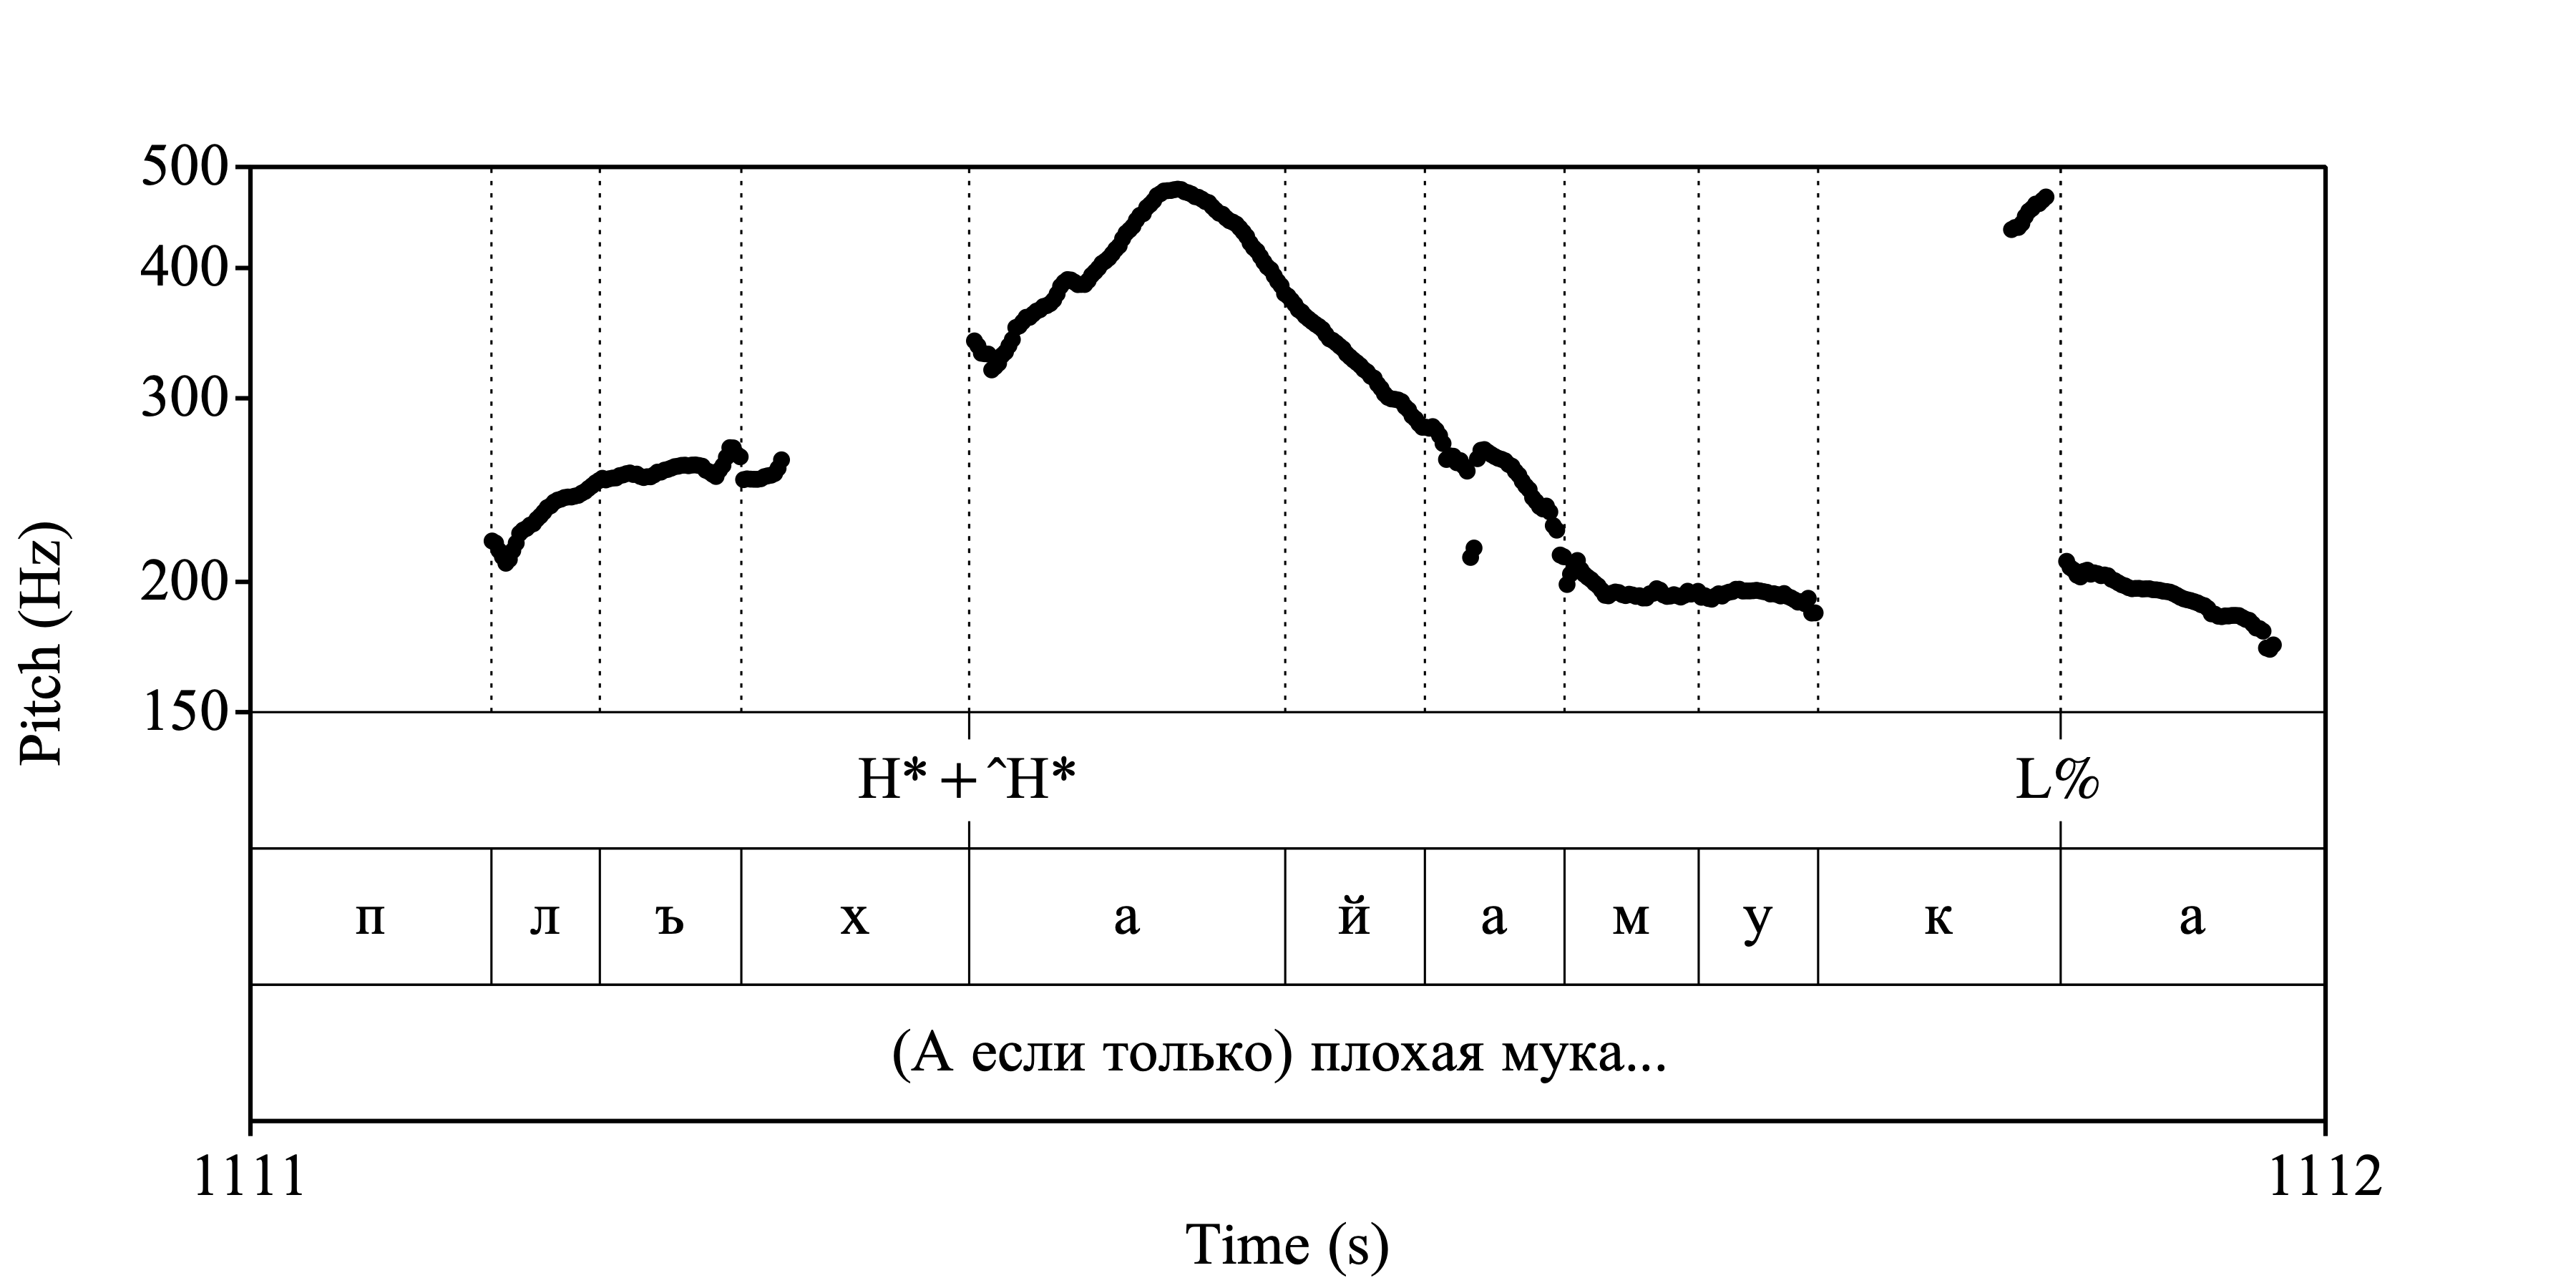 500
400
300
200
150
Pitch (Hz)
H* + ˆH* L%
п л ъ х а й а м у к а
(А если только) плохая мука...
1111 1112
Time (s)